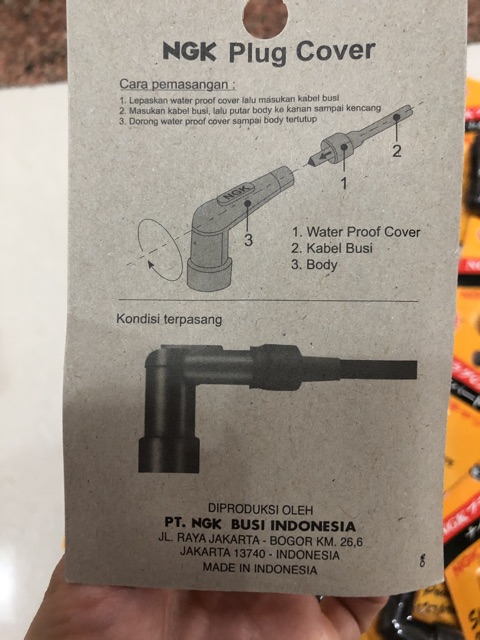 NGK Plug Cover
Cara pemasangan :
1. Lepaskan water proof cover lalu masukan kabel busi
2. Masukan kabel busi, lalu putar body ke kanan sampai kencang
3. Dorong water proof cover sampai body tertutup
2
1
NGK
3
1. Water Proof Cover
2. Kabel Busi
3. Body
Kondisi terpasang
DIPRODUKSI OLEH
PT. NGK BUSI INDONESIA
JL. RAYA JAKARTA - BOGOR KM. 26,6
JAKARTA 13740 - INDONESIA
MADE IN INDONESIA
8
NGK